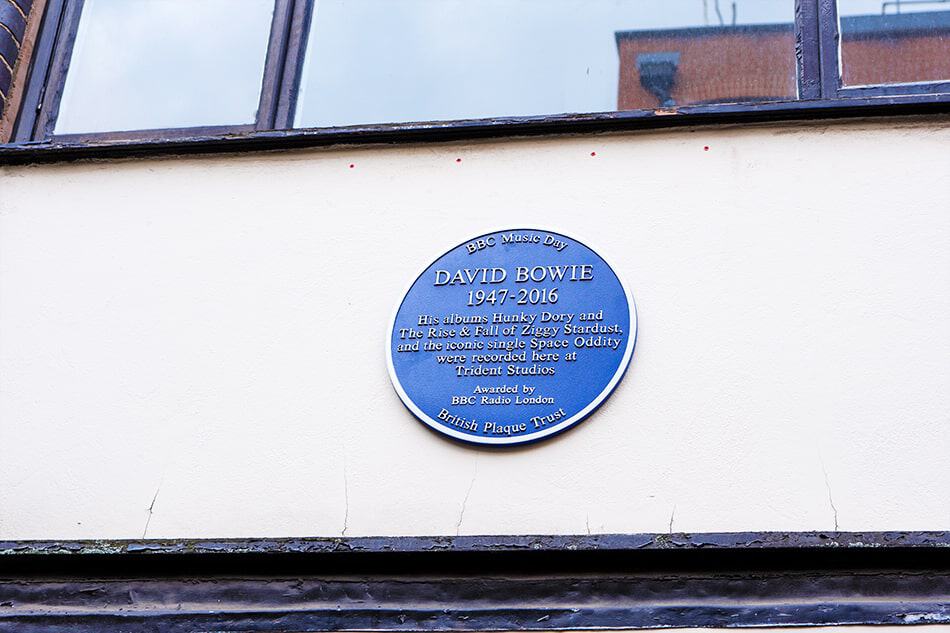 BBC Music Day
DAVID BOWIE
1947-2016
His albums Hunky Dory and
The Rise & Fall of Ziggy Stardust,
and the iconic single Space Oddity
were recorded here at
Trident Studios
Awarded by
BBC Radio London
British Plaque Trust